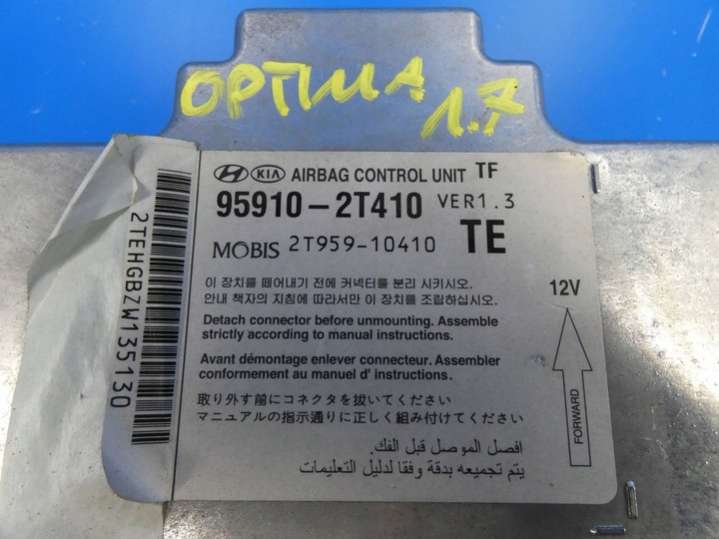 OPTIMA
1.7
KIA AIRBAG CONTROL UNIT TF
95910-2T410 VER1.3
MOBIS 2T959-10410 TE
이 장치를 떼어내기 전에 커넥터를 분리 시키시오.
안내 책자의 지침에 따라서만 이 장치를 조립하십시오.
12V
Detach connector before unmounting. Assemble
strictly according to manual instructions.
Avant démontage enlever connecteur. Assembler
conformement au manuel d' instructions.
FORWARD
取り外す前にコネクタを抜いてください
マニュアルの指示通りに正しく組み付けてください
افصل الموصل قبل الفك.
يتم تجميعه بدقة وفقا لدليل التعليمات
2TEHGBZW135130